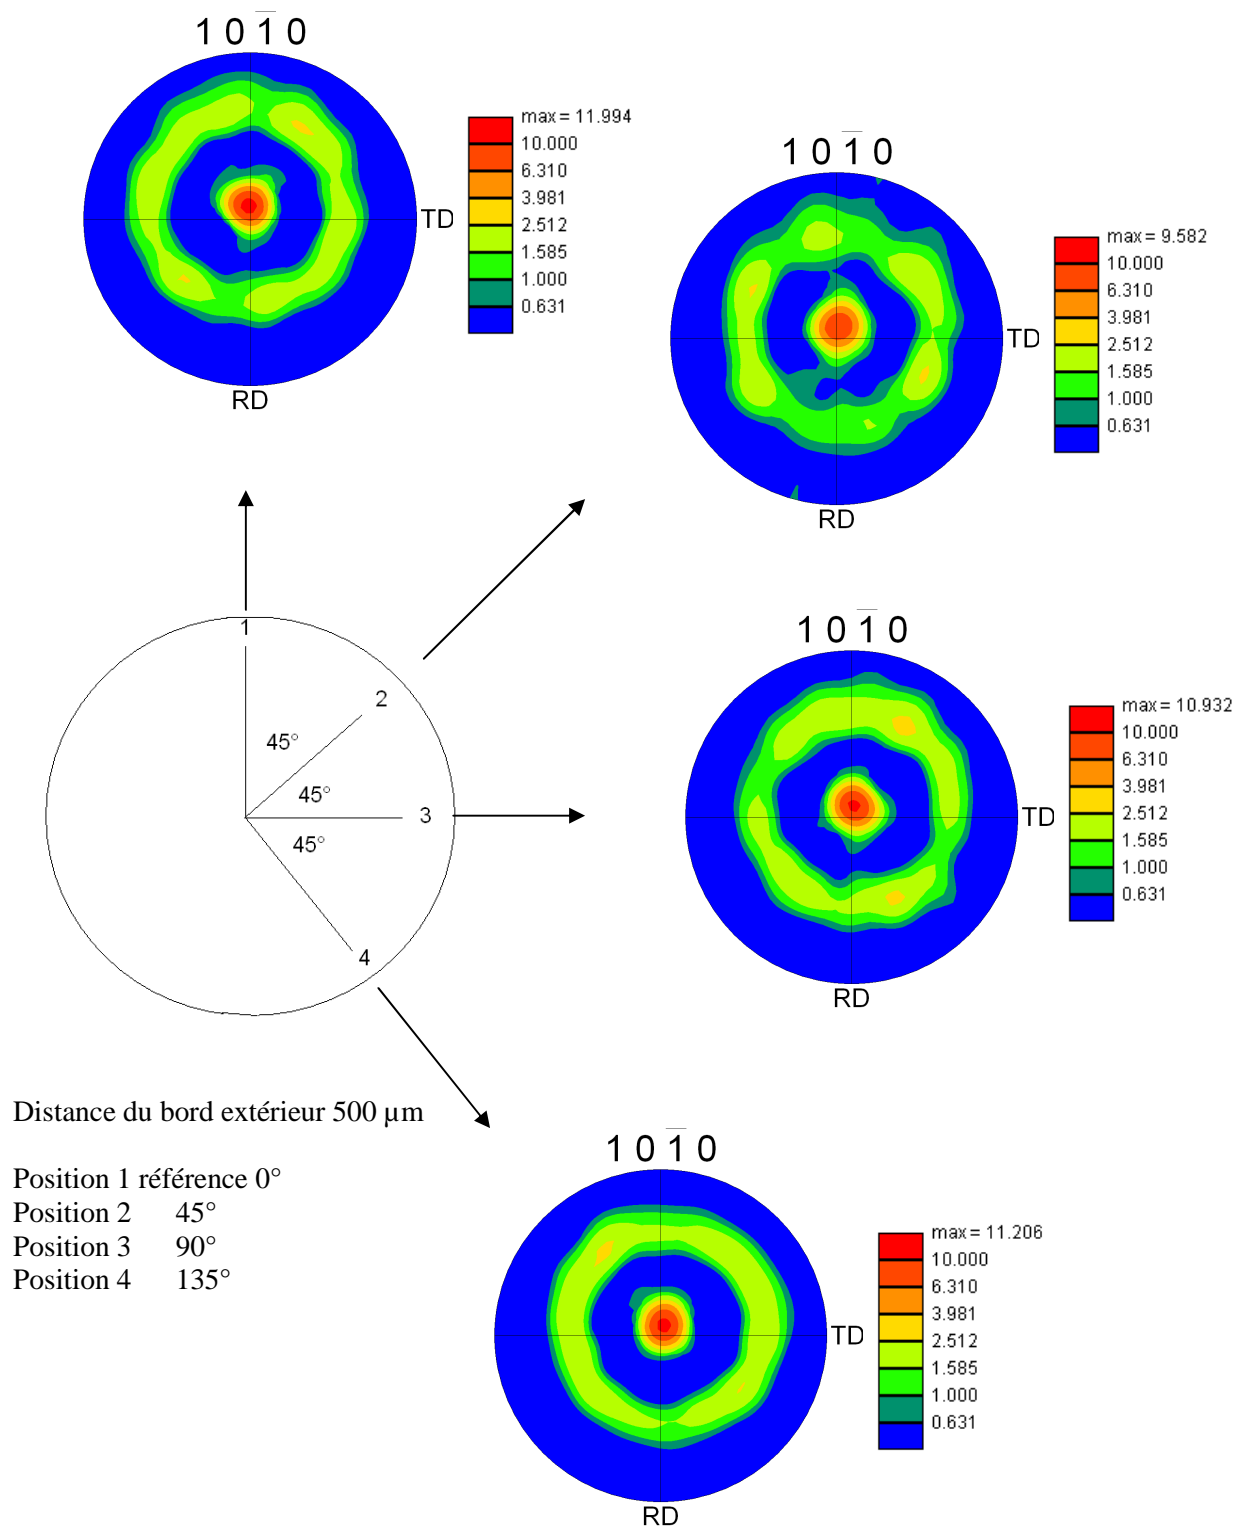 1 0 1̅ 0
max = 11.994
10.000
6.310
3.981
2.512
1.585
1.000
0.631
TD
RD
1 0 1̅ 0
max = 9.582
10.000
6.310
3.981
2.512
1.585
1.000
0.631
TD
RD
1
2
45°
45°
3
45°
4
1 0 1̅ 0
max = 10.932
10.000
6.310
3.981
2.512
1.585
1.000
0.631
TD
RD
Distance du bord extérieur 500 µm
Position 1 référence 0°
Position 2 45°
Position 3 90°
Position 4 135°
1 0 1̅ 0
max = 11.206
10.000
6.310
3.981
2.512
1.585
1.000
0.631
TD
RD